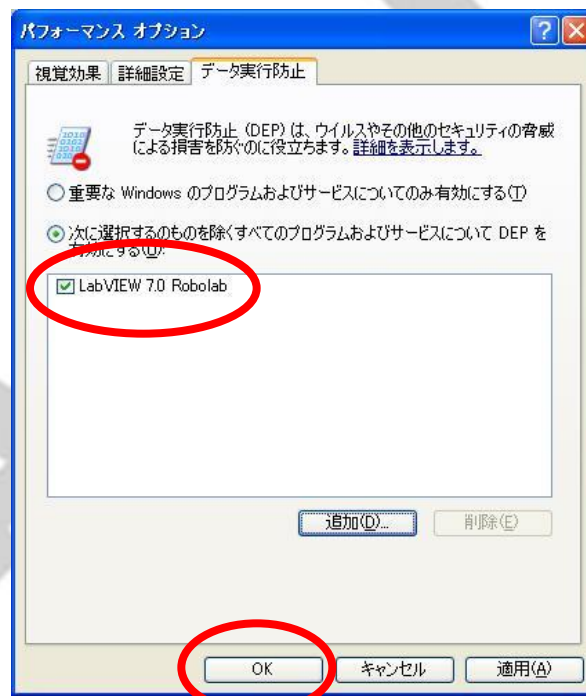 パフォーマンス オプション
視覚効果 詳細設定 データ実行防止
データ実行防止 (DEP) は、ウイルスやその他のセキュリティの脅威
による損害を防ぐのに役立ちます。詳細を表示します。
重要な Windows のプログラムおよびサービスについてのみ有効にする(T)
次に選択するのものを除くすべてのプログラムおよびサービスについて DEP を
有効にする(U):
LabVIEW 7.0 Robolab
追加(D)... 削除(E)
OK キャンセル 適用(A)